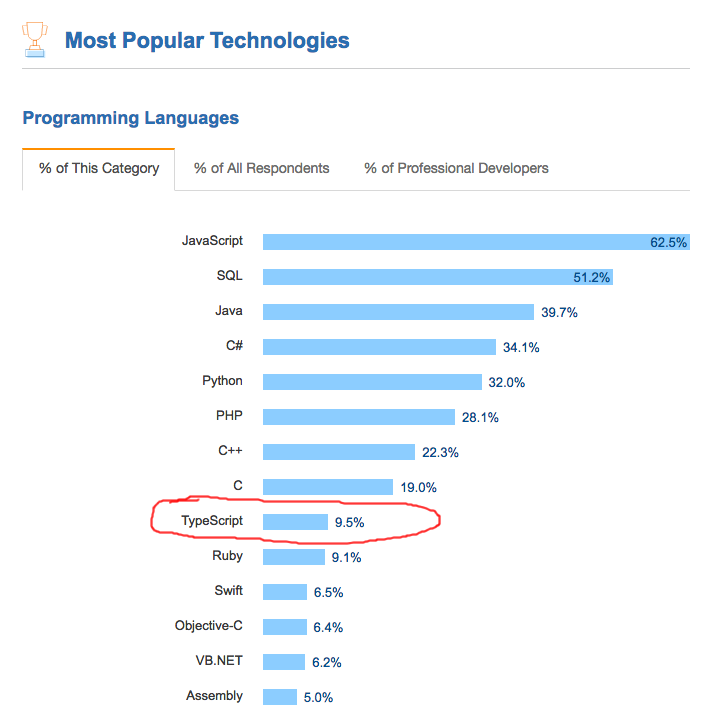 Most Popular Technologies
Programming Languages
% of This Category % of All Respondents % of Professional Developers
JavaScript 62.5%
SQL 51.2%
Java 39.7%
C# 34.1%
Python 32.0%
PHP 28.1%
C++ 22.3%
C 19.0%
TypeScript 9.5%
Ruby 9.1%
Swift 6.5%
Objective-C 6.4%
VB.NET 6.2%
Assembly 5.0%